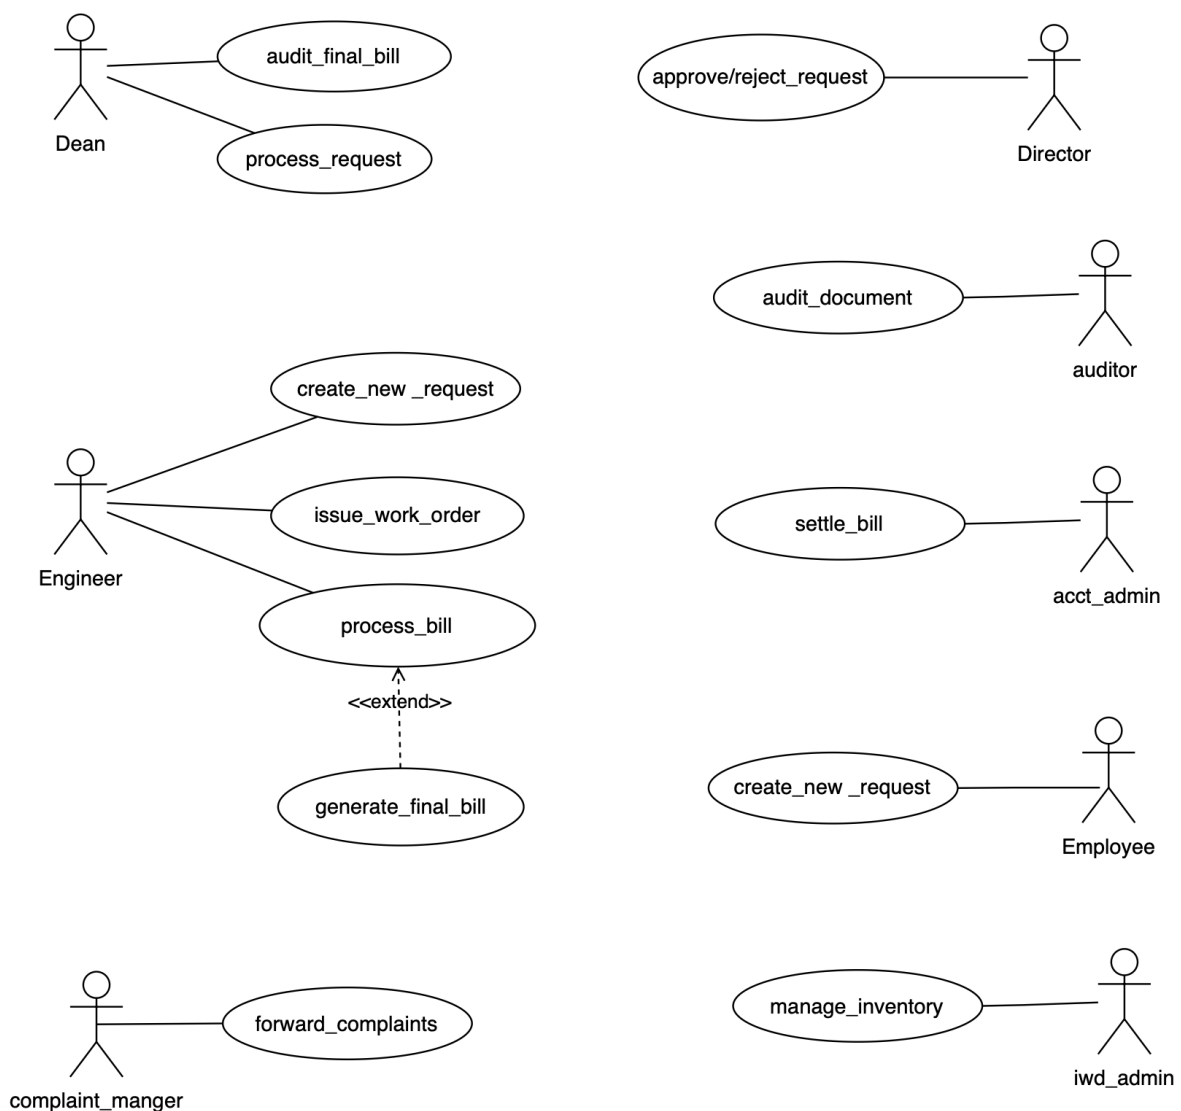 audit_final_bill
Dean
process_request
approve/reject_request
Director
audit_document
auditor
create_new _request
issue_work_order
Engineer
process_bill
<<extend>>
generate_final_bill
settle_bill
acct_admin
create_new _request
Employee
forward_complaints
complaint_manger
manage_inventory
iwd_admin